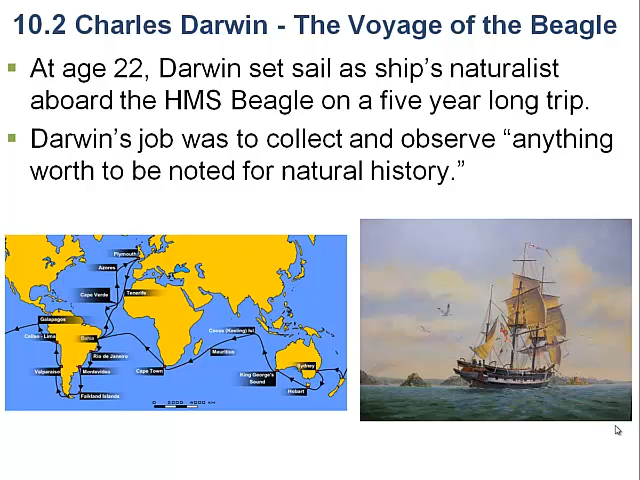 10.2 Charles Darwin - The Voyage of the Beagle
At age 22, Darwin set sail as ship's naturalist
aboard the HMS Beagle on a five year long trip.
Darwin's job was to collect and observe “anything
worth to be noted for natural history.”
Plymouth
Azores
Cape Verde
Tenerife
Galapagos
Callao - Lima
Bahia
Cocos (Keeling) Isl
Rio de Janeiro
Mauritius
Valparaiso
Montevideo
Cape Town
Sydney
King George's
Sound
Hobart
Falkland Islands